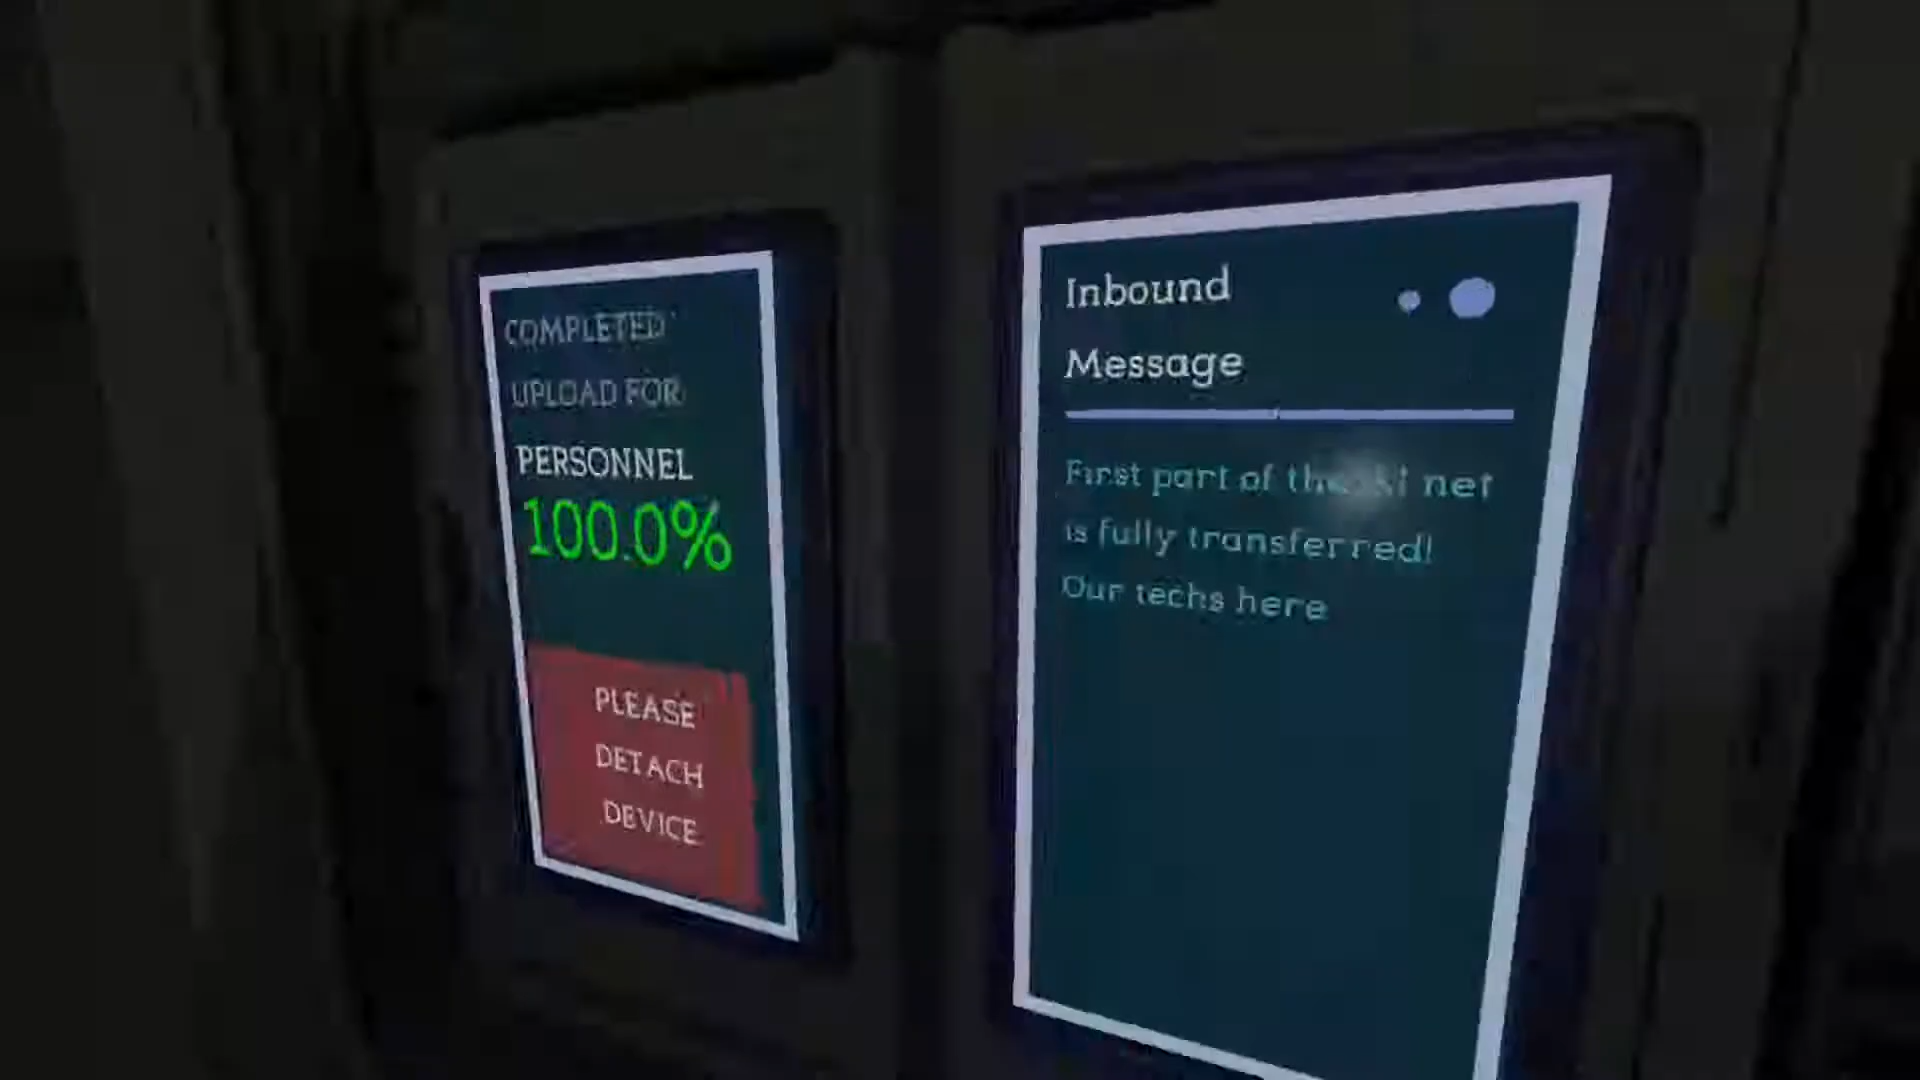 COMPLETED
UPLOAD FOR
PERSONNEL
100.0%
PLEASE
DETACH
DEVICE
Inbound
Message
First part of the net
is fully transferred!
Our techs here